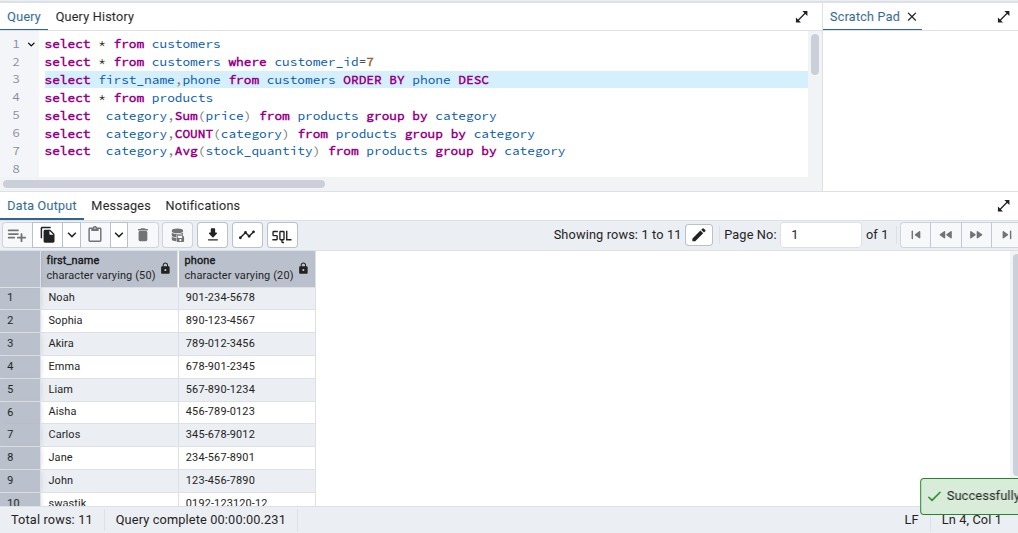 Query Query History Scratch Pad
1 select * from customers
2 select * from customers where customer_id=7
3 select first_name,phone from customers ORDER BY phone DESC
4 select * from products
5 select  category,Sum(price) from products group by category
6 select  category,COUNT(category) from products group by category
7 select  category,Avg(stock_quantity) from products group by category
8
Data Output Messages Notifications
SQL Showing rows: 1 to 11 Page No: 1 of 1
first_name phone
character varying (50) character varying (20)
1 Noah 901-234-5678
2 Sophia 890-123-4567
3 Akira 789-012-3456
4 Emma 678-901-2345
5 Liam 567-890-1234
6 Aisha 456-789-0123
7 Carlos 345-678-9012
8 Jane 234-567-8901
9 John 123-456-7890
10 swastik 0192-123120-12
Successfully
Total rows: 11 Query complete 00:00:00.231 LF Ln 4, Col 1